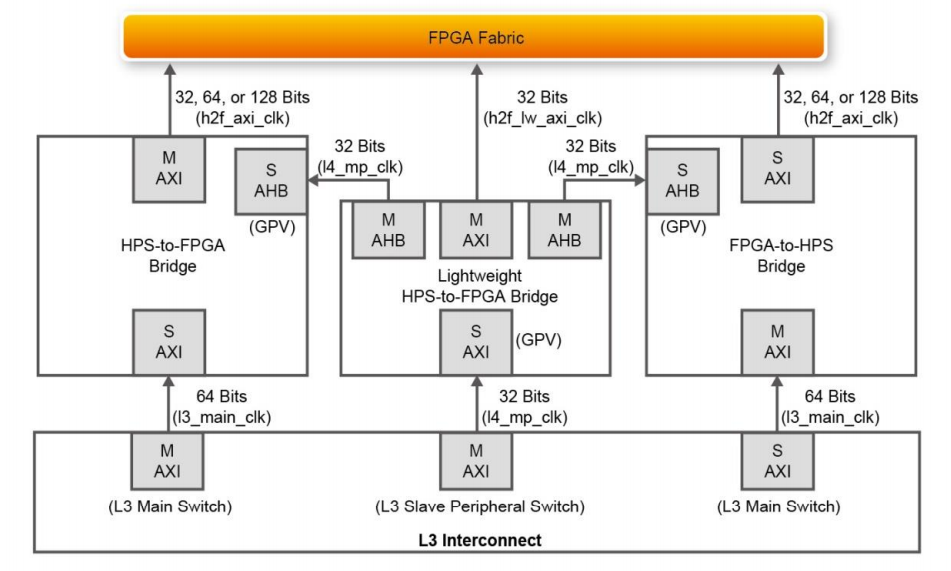 FPGA Fabric
32, 64, or 128 Bits
(h2f_axi_clk)
32 Bits
(h2f_lw_axi_clk)
32, 64, or 128 Bits
(h2f_axi_clk)
M
AXI
S
AHB
(GPV)
32 Bits
(l4_mp_clk)
32 Bits
(l4_mp_clk)
S
AHB
(GPV)
S
AXI
HPS-to-FPGA
Bridge
M
AHB
M
AXI
M
AHB
Lightweight
HPS-to-FPGA Bridge
FPGA-to-HPS
Bridge
S
AXI
S
AXI
(GPV)
M
AXI
64 Bits
(l3_main_clk)
32 Bits
(l4_mp_clk)
64 Bits
(l3_main_clk)
M
AXI
(L3 Main Switch)
M
AXI
(L3 Slave Peripheral Switch)
S
AXI
(L3 Main Switch)
L3 Interconnect